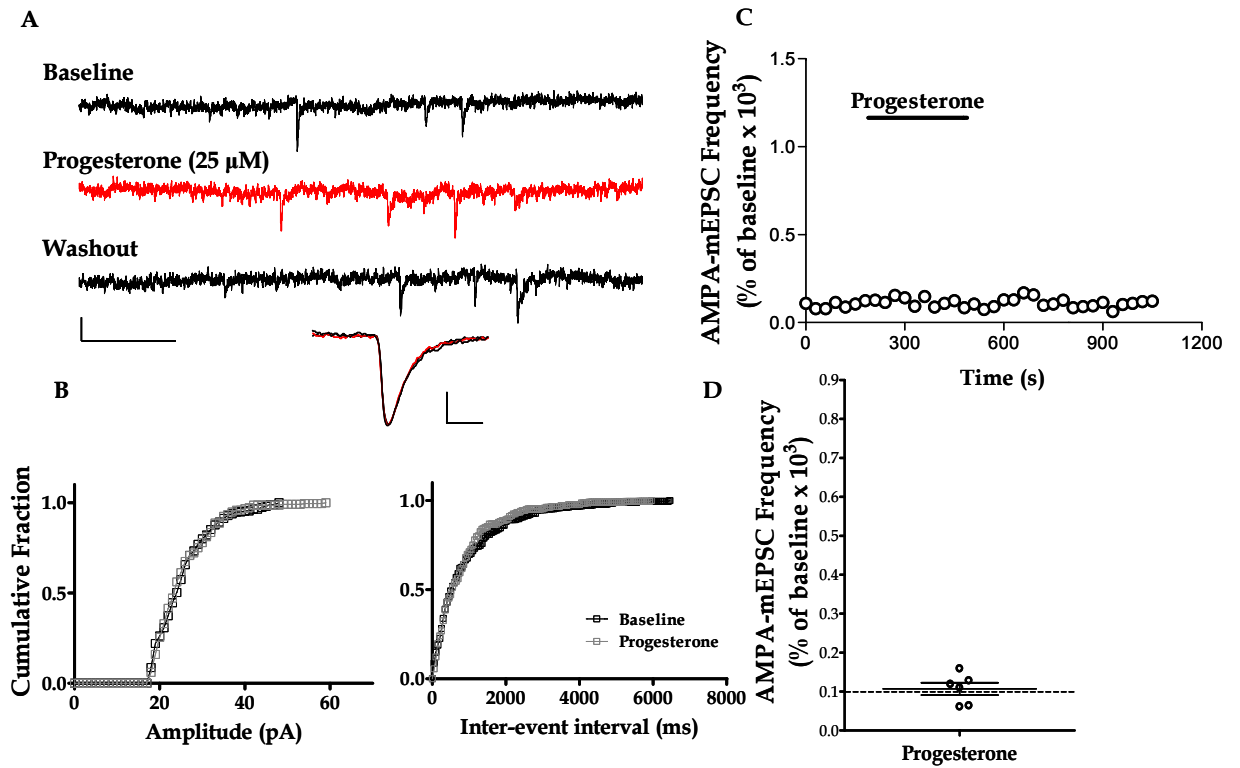 A
Baseline
Progesterone (25 µM)
Washout
B
Cumulative Fraction
1.0
0.5
0.0
0
20
40
60
Amplitude (pA)
1.0
0.5
0.0
0
2000
4000
6000
8000
Inter-event interval (ms)
Baseline
Progesterone
C
AMPA-mEPSC Frequency
(% of baseline x 10³)
1.5
1.0
0.5
0.0
Progesterone
0
300
600
900
1200
Time (s)
D
AMPA-mEPSC Frequency
(% of baseline x 10³)
0.9
0.8
0.7
0.6
0.5
0.4
0.3
0.2
0.1
0.0
Progesterone